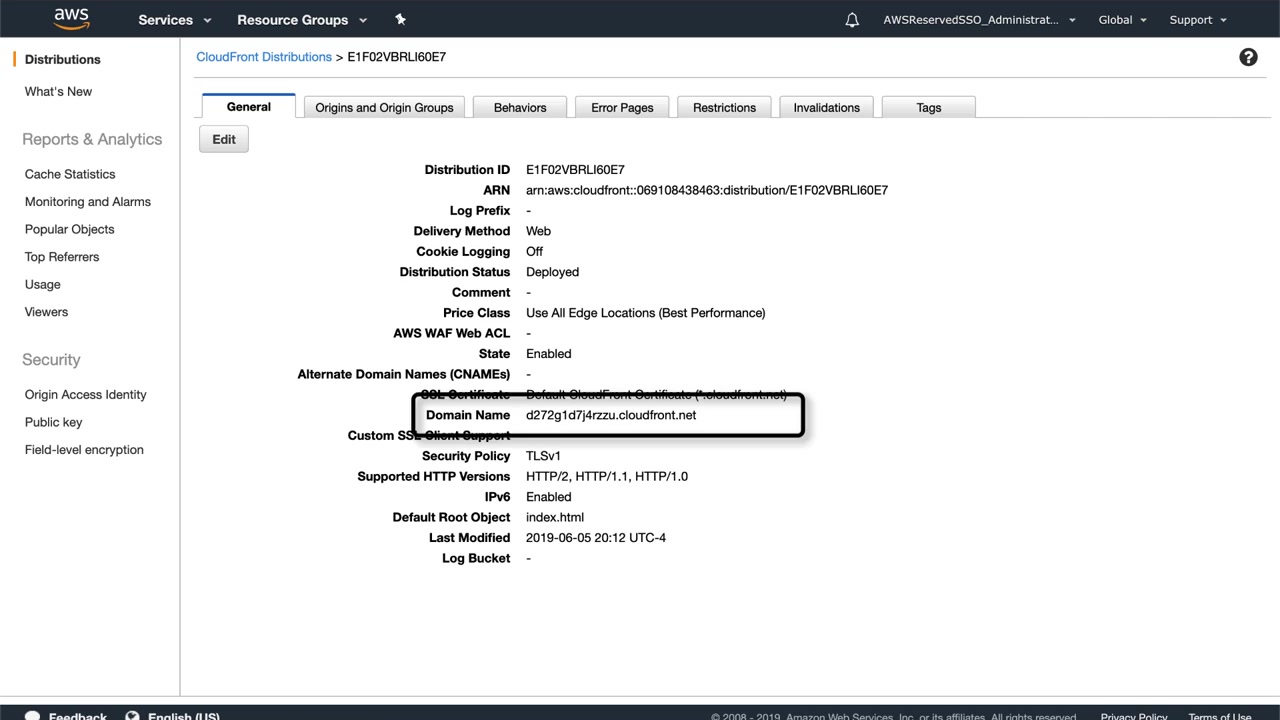 aws Services Resource Groups AWSReservedSSO_Administrat... Global Support
Distributions
What's New
Reports & Analytics
Cache Statistics
Monitoring and Alarms
Popular Objects
Top Referrers
Usage
Viewers
Security
Origin Access Identity
Public key
Field-level encryption
CloudFront Distributions > E1F02VBRLI60E7 ?
General Origins and Origin Groups Behaviors Error Pages Restrictions Invalidations Tags
Edit
Distribution ID E1F02VBRLI60E7
ARN arn:aws:cloudfront::069108438463:distribution/E1F02VBRLI60E7
Log Prefix -
Delivery Method Web
Cookie Logging Off
Distribution Status Deployed
Comment -
Price Class Use All Edge Locations (Best Performance)
AWS WAF Web ACL -
State Enabled
Alternate Domain Names (CNAMEs) -
SSL Certificate Default CloudFront Certificate (*.cloudfront.net)
Domain Name d272g1d7j4rzzu.cloudfront.net
Custom SSL Client Support
Security Policy TLSv1
Supported HTTP Versions HTTP/2, HTTP/1.1, HTTP/1.0
IPv6 Enabled
Default Root Object index.html
Last Modified 2019-06-05 20:12 UTC-4
Log Bucket -
Feedback English (US) © 2008 - 2019, Amazon Web Services, Inc. or its affiliates. All rights reserved. Privacy Policy Terms of Use